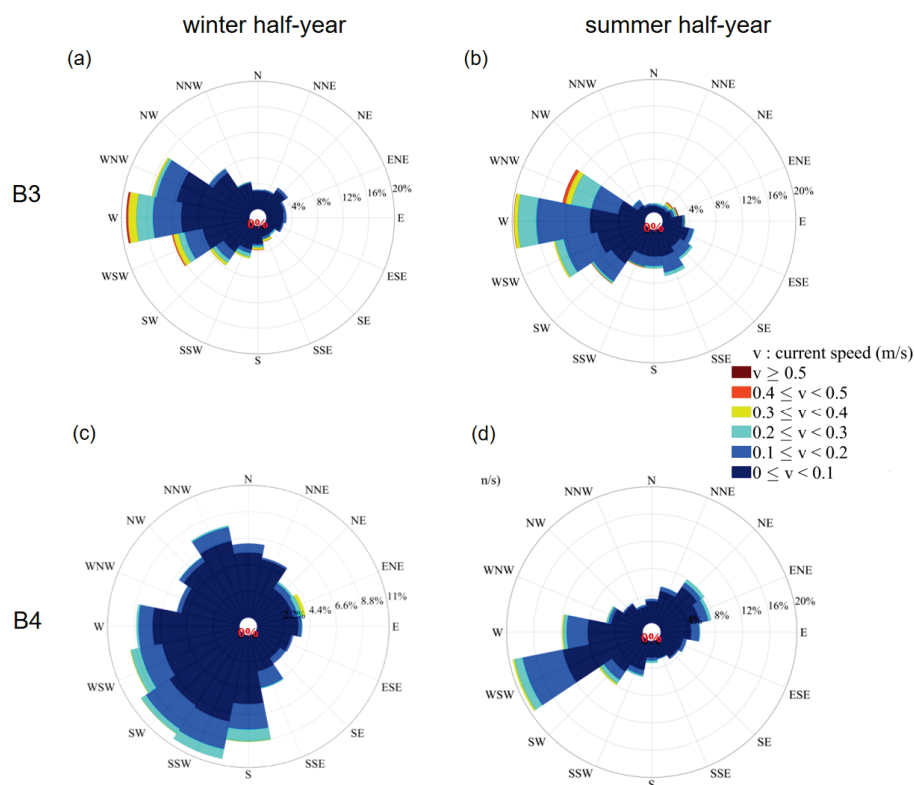 winter half-year
summer half-year
(a)
(b)
B3
N
NNE
NE
ENE
E
ESE
SE
SSE
S
SSW
SW
WSW
W
WNW
NW
NNW
0%
4%
8%
12%
16%
20%
N
NNE
NE
ENE
E
ESE
SE
SSE
S
SSW
SW
WSW
W
WNW
NW
NNW
0%
4%
8%
12%
16%
20%
v : current speed (m/s)
v ≥ 0.5
0.4 ≤ v < 0.5
0.3 ≤ v < 0.4
0.2 ≤ v < 0.3
0.1 ≤ v < 0.2
0 ≤ v < 0.1
(c)
(d)
n/s)
B4
N
NNE
NE
ENE
E
ESE
SE
SSE
S
SSW
SW
WSW
W
WNW
NW
NNW
0%
2.2%
4.4%
6.6%
8.8%
11%
N
NNE
NE
ENE
E
ESE
SE
SSE
S
SSW
SW
WSW
W
WNW
NW
NNW
0%
4%
8%
12%
16%
20%